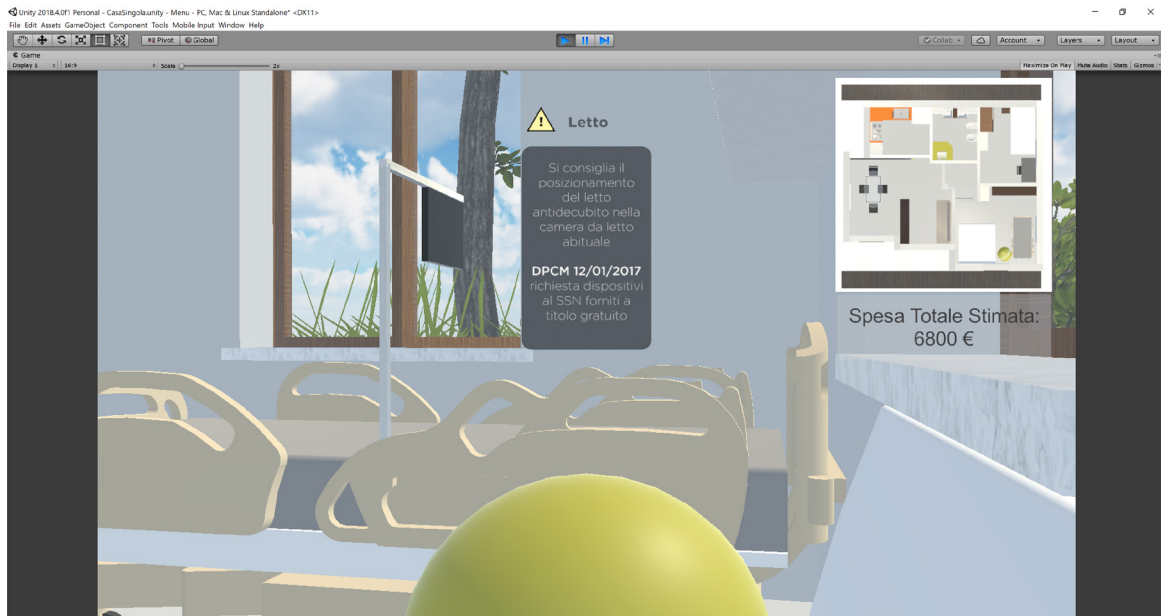 Unity 2018.4.0f1 Personal - CasaSingola.unity - Menu - PC, Mac & Linux Standalone* <DX11>
File Edit Assets GameObject Component Tools Mobile Input Window Help
Pivot Global Collab Account Layers Layout
Game
Display 1 16:9 Scale 2x Maximize On Play Mute Audio Stats Gizmos
Letto
Si consiglia il
posizionamento
del letto
antidecubito nella
camera da letto
abituale
DPCM 12/01/2017
richiesta dispositivi
al SSN forniti a
titolo gratuito
Spesa Totale Stimata:
6800 €